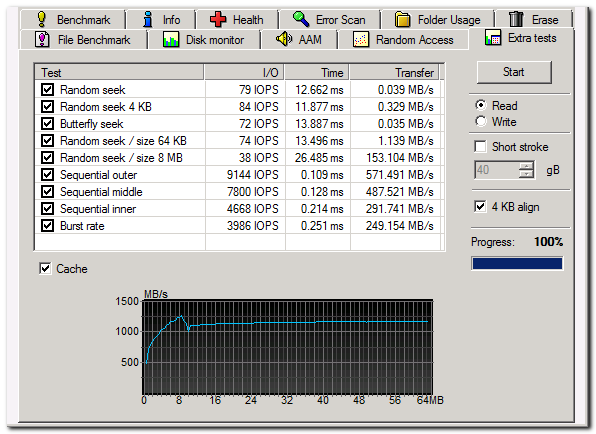 Benchmark Info Health Error Scan Folder Usage Erase
File Benchmark Disk monitor AAM Random Access Extra tests
Test I/O Time Transfer
Random seek 79 IOPS 12.662 ms 0.039 MB/s
Random seek 4 KB 84 IOPS 11.877 ms 0.329 MB/s
Butterfly seek 72 IOPS 13.887 ms 0.035 MB/s
Random seek / size 64 KB 74 IOPS 13.496 ms 1.139 MB/s
Random seek / size 8 MB 38 IOPS 26.485 ms 153.104 MB/s
Sequential outer 9144 IOPS 0.109 ms 571.491 MB/s
Sequential middle 7800 IOPS 0.128 ms 487.521 MB/s
Sequential inner 4668 IOPS 0.214 ms 291.741 MB/s
Burst rate 3986 IOPS 0.251 ms 249.154 MB/s
Start
Read
Write
Short stroke
40 gB
4 KB align
Progress: 100%
Cache
MB/s
1500
1000
500
0 8 16 24 32 40 48 56 64MB